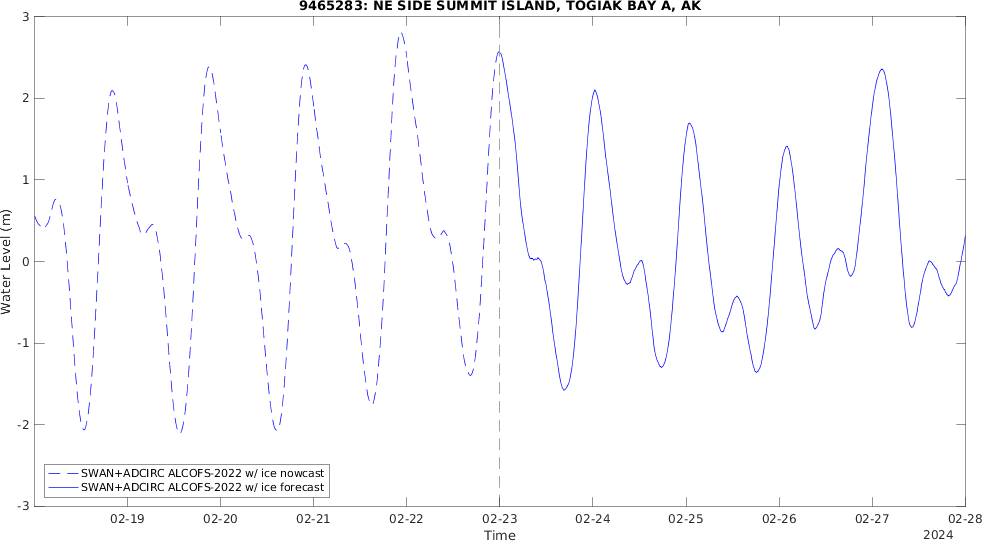 9465283: NE SIDE SUMMIT ISLAND, TOGIAK BAY A, AK
3
2
1
0
-1
-2
-3
Water Level (m)
SWAN+ADCIRC ALCOFS-2022 w/ ice nowcast
SWAN+ADCIRC ALCOFS-2022 w/ ice forecast
02-19 02-20 02-21 02-22 02-23 02-24 02-25 02-26 02-27 02-28
Time
2024